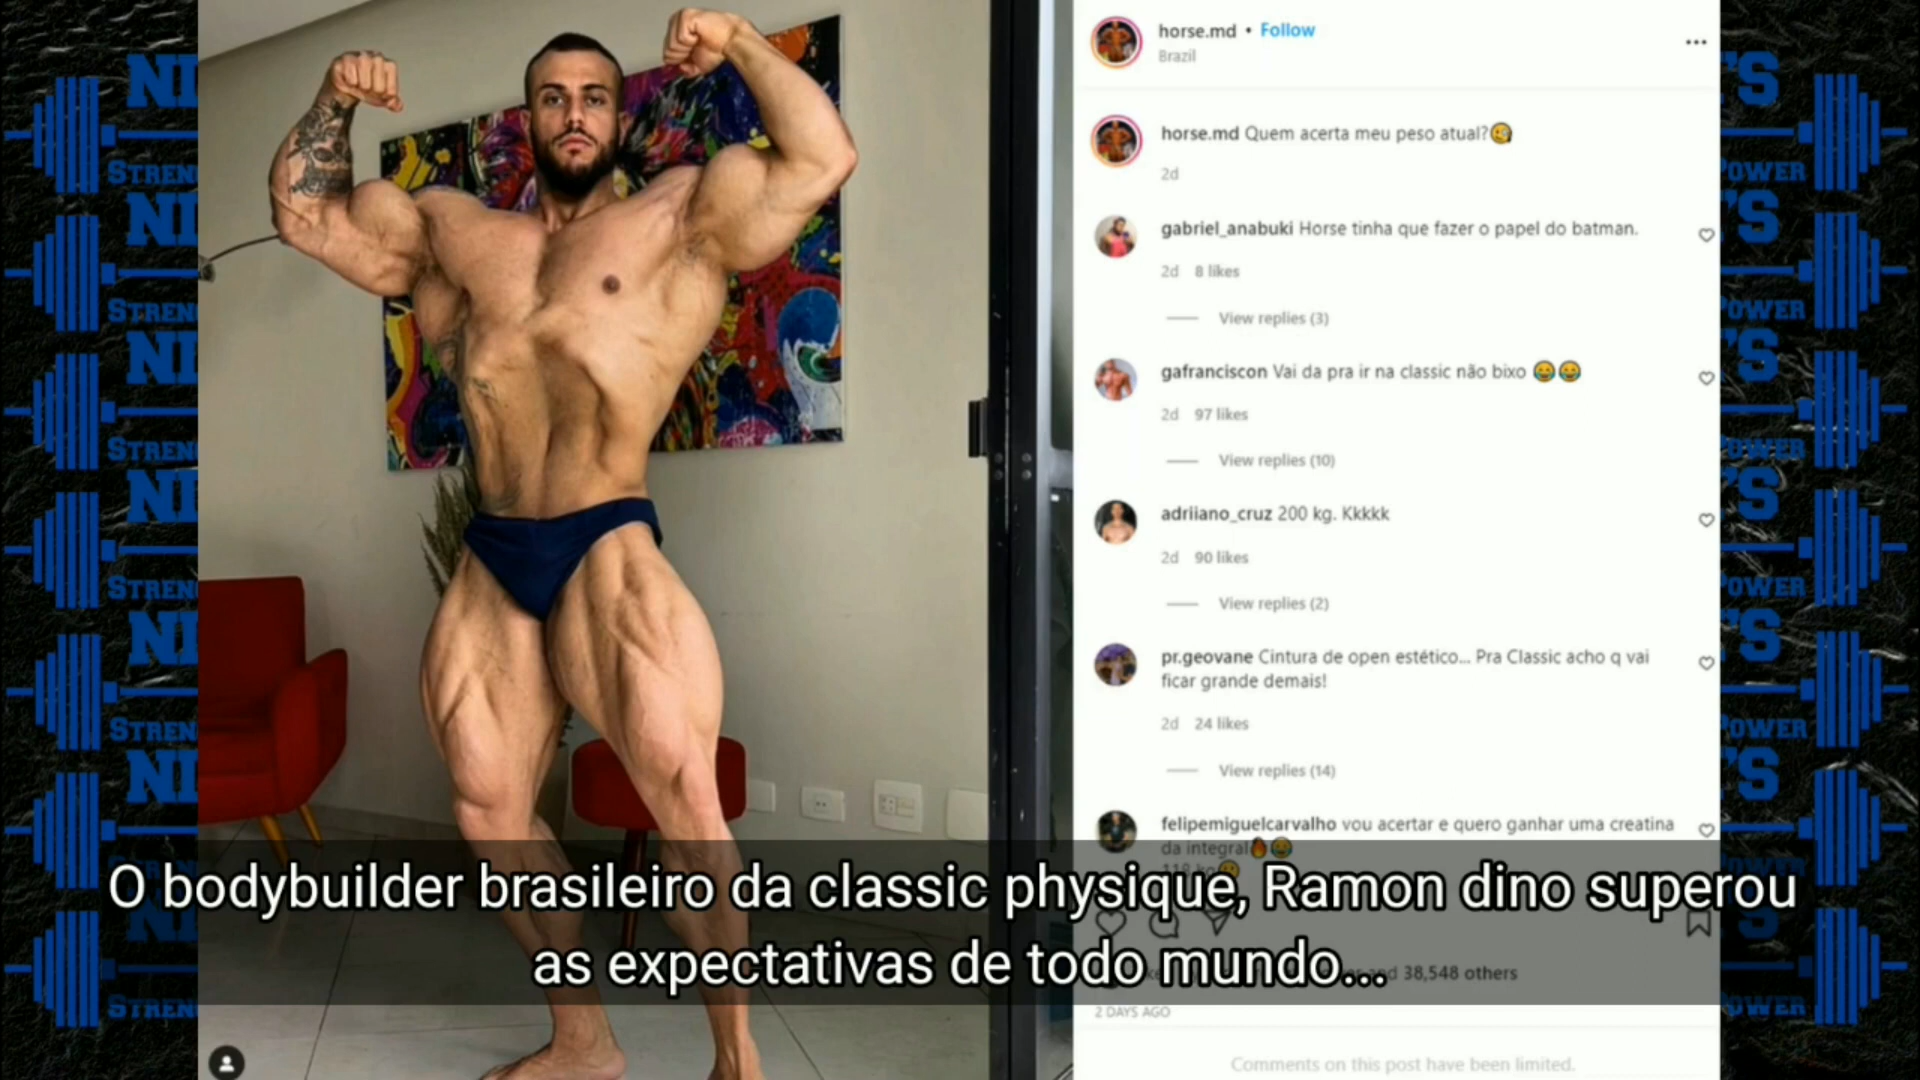 horse.md • Follow
Brazil
horse.md Quem acerta meu peso atual?
2d
gabriel_anabuki Horse tinha que fazer o papel do batman.
2d 8 likes
View replies (3)
gafranciscon Vai da pra ir na classic não bixo
2d 97 likes
View replies (10)
adriiano_cruz 200 kg. Kkkkk
2d 90 likes
View replies (2)
pr.geovane Cintura de open estético... Pra Classic acho q vai
ficar grande demais!
2d 24 likes
View replies (14)
felipemiguelcarvalho vou acertar e quero ganhar uma creatina
da integral
O bodybuilder brasileiro da classic physique, Ramon dino superou
as expectativas de todo mundo...
and 38,548 others
2 DAYS AGO
Comments on this post have been limited.